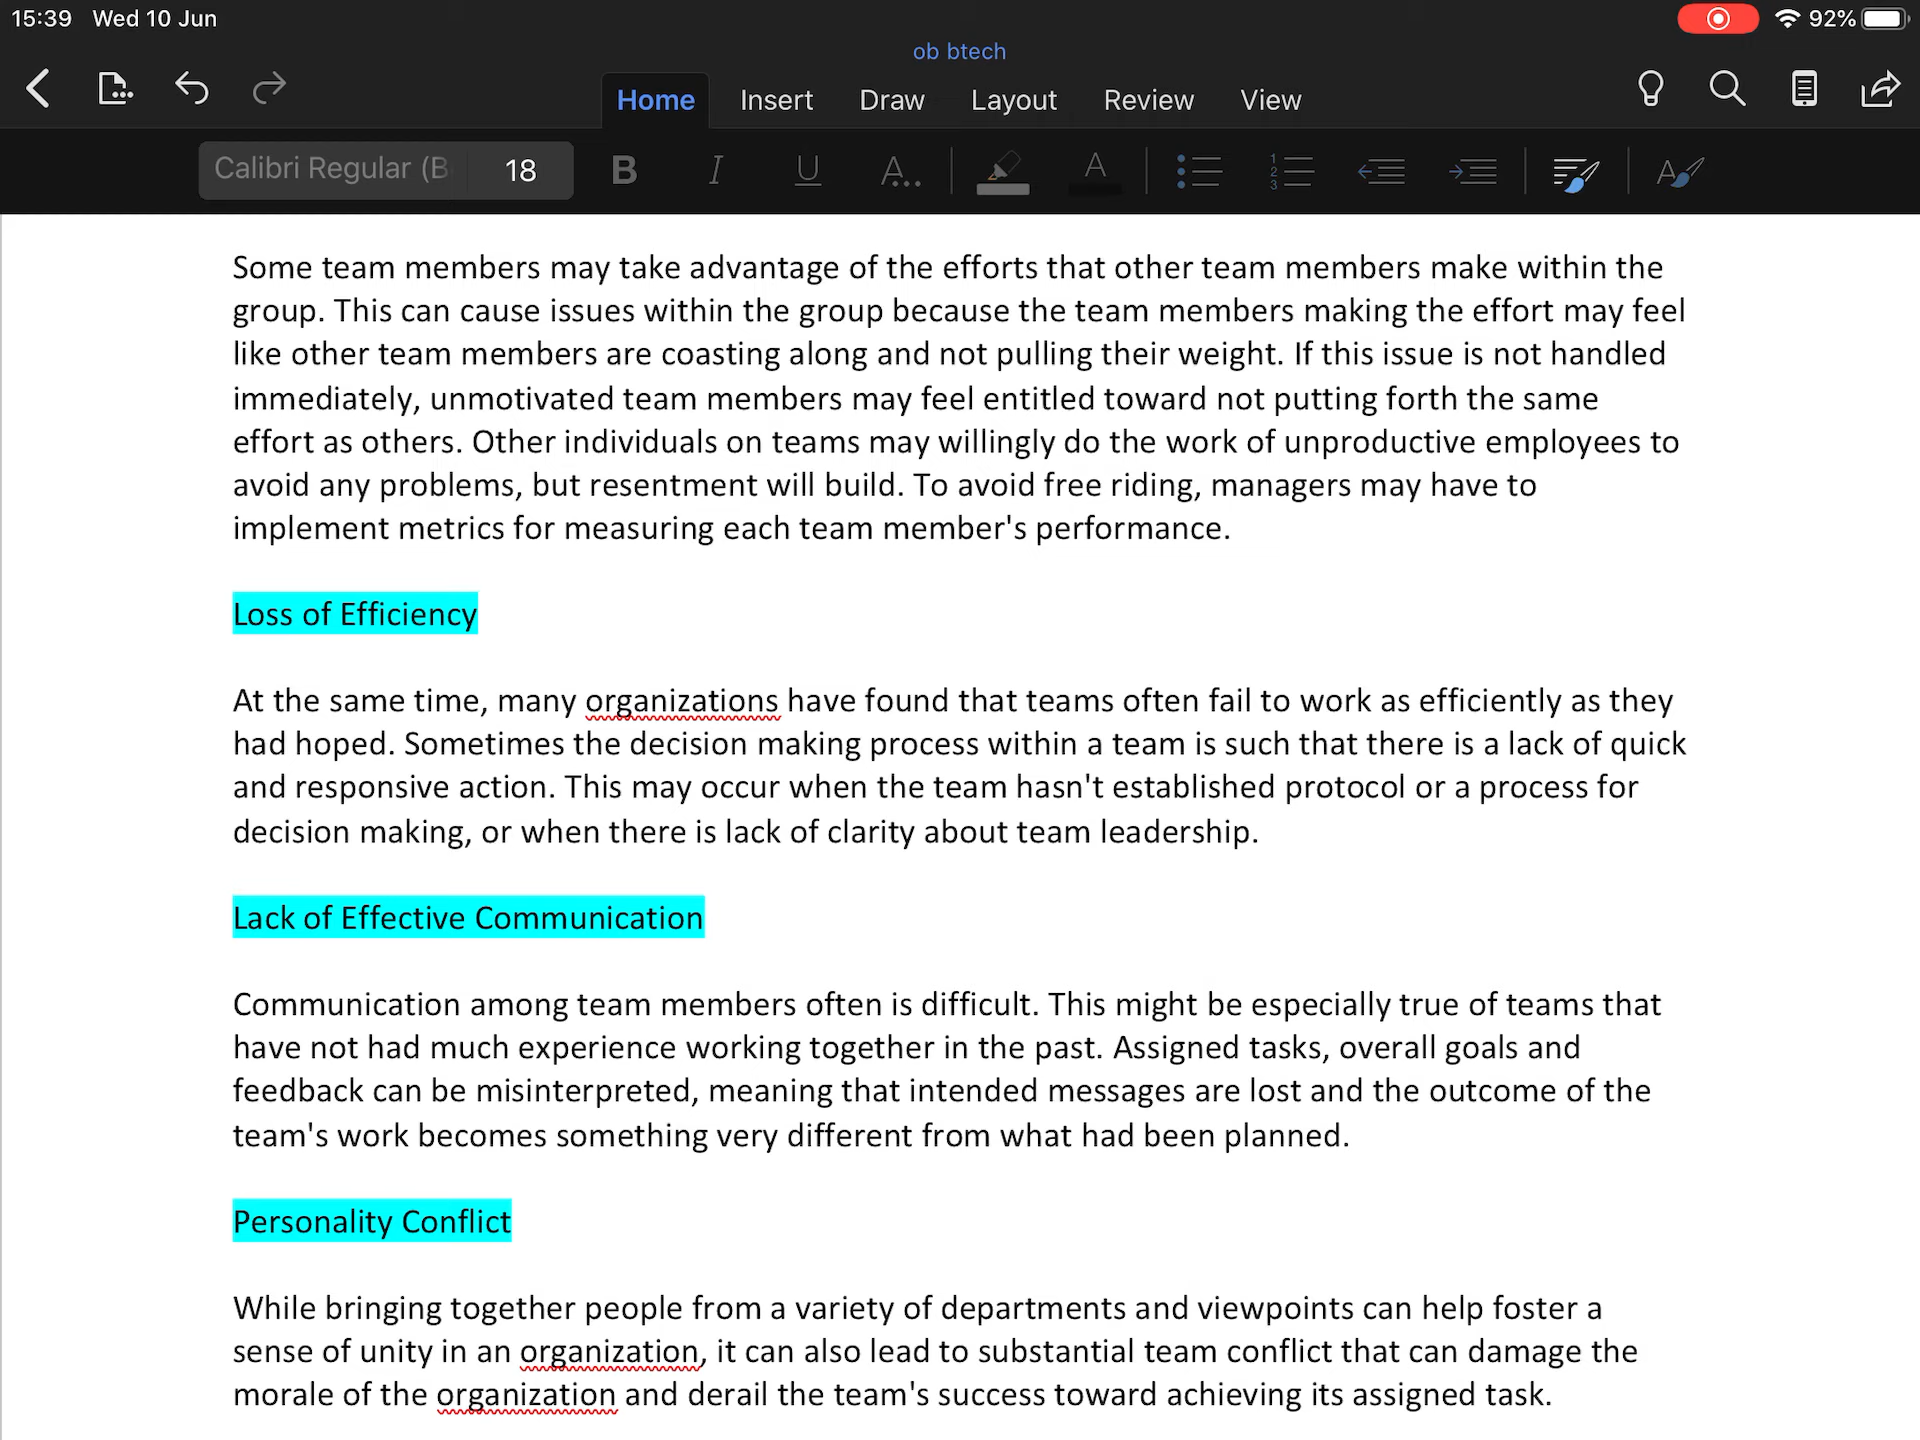 15:39 Wed 10 Jun
92%
ob btech
Home Insert Draw Layout Review View
Calibri Regular (B 18 B I U A... A 
Some team members may take advantage of the efforts that other team members make within the
group. This can cause issues within the group because the team members making the effort may feel
like other team members are coasting along and not pulling their weight. If this issue is not handled
immediately, unmotivated team members may feel entitled toward not putting forth the same
effort as others. Other individuals on teams may willingly do the work of unproductive employees to
avoid any problems, but resentment will build. To avoid free riding, managers may have to
implement metrics for measuring each team member's performance.
Loss of Efficiency
At the same time, many organizations have found that teams often fail to work as efficiently as they
had hoped. Sometimes the decision making process within a team is such that there is a lack of quick
and responsive action. This may occur when the team hasn't established protocol or a process for
decision making, or when there is lack of clarity about team leadership.
Lack of Effective Communication
Communication among team members often is difficult. This might be especially true of teams that
have not had much experience working together in the past. Assigned tasks, overall goals and
feedback can be misinterpreted, meaning that intended messages are lost and the outcome of the
team's work becomes something very different from what had been planned.
Personality Conflict
While bringing together people from a variety of departments and viewpoints can help foster a
sense of unity in an organization, it can also lead to substantial team conflict that can damage the
morale of the organization and derail the team's success toward achieving its assigned task.